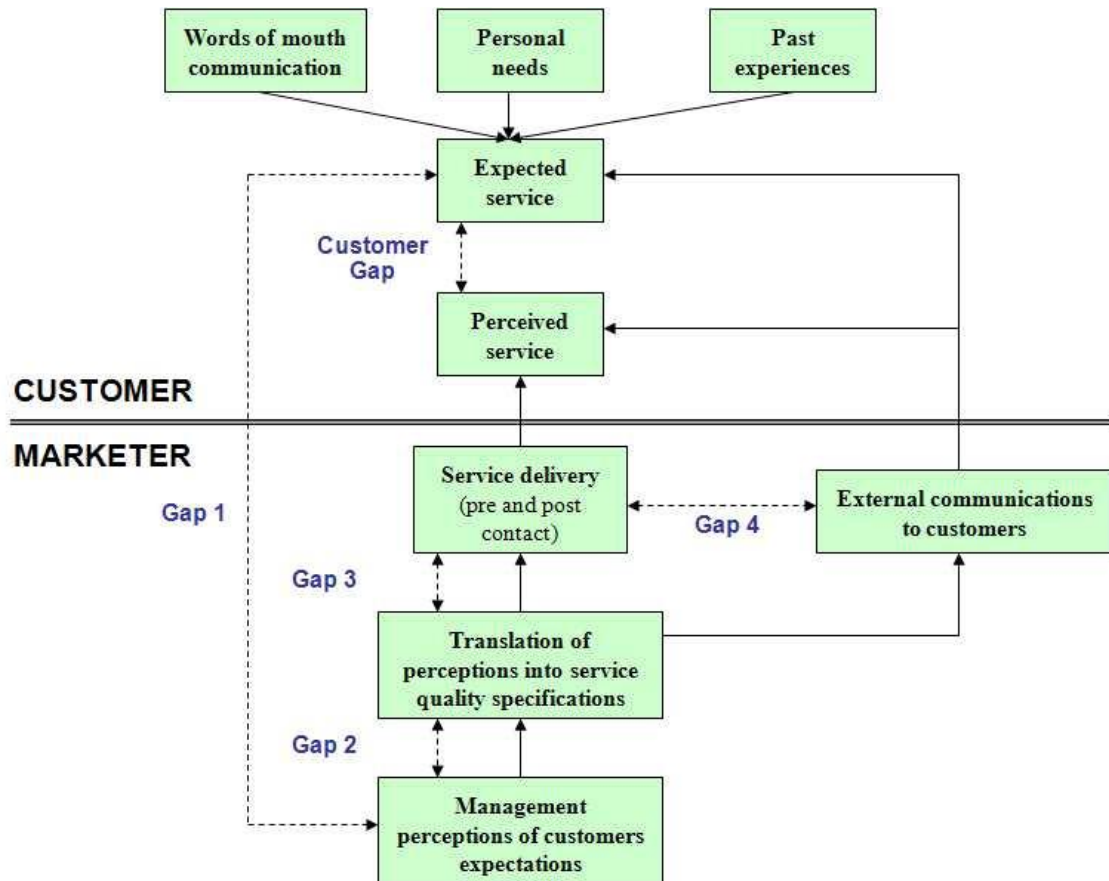 Words of mouth
communication
Personal
needs
Past
experiences
Expected
service
Customer
Gap
Perceived
service
CUSTOMER
MARKETER
Service delivery
(pre and post
contact)
Gap 1
Gap 4
External communications
to customers
Gap 3
Translation of
perceptions into service
quality specifications
Gap 2
Management
perceptions of customers
expectations